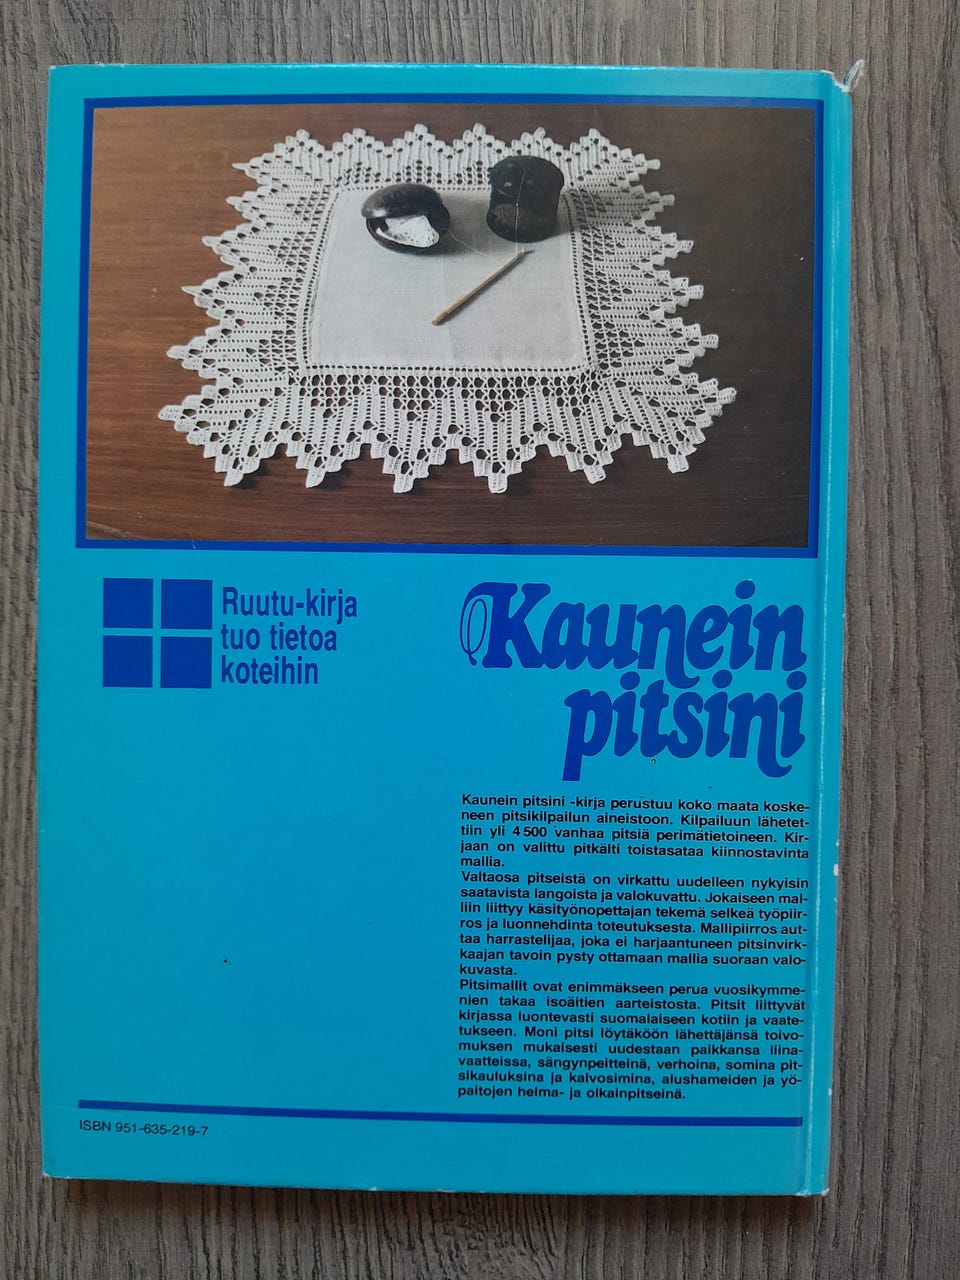 Ruutu-kirja
tuo tietoa
koteihin
Kaunein
pitsini
Kaunein pitsini -kirja perustuu koko maata koske-
neen pitsikilpailun aineistoon. Kilpailuun lähetet-
tiin yli 4 500 vanhaa pitsiä perimätietoineen. Kir-
jaan on valittu pitkälti toistasataa kiinnostavinta
mallia.
Valtaosa pitseistä on virkattu uudelleen nykyisin
saatavista langoista ja valokuvattu. Jokaiseen mal-
liin liittyy käsityönopettajan tekemä selkeä työpiir-
ros ja luonnehdinta toteutuksesta. Mallipiirros aut-
taa harrastelijaa, joka ei harjaantuneen pitsinvirk-
kaajan tavoin pysty ottamaan mallia suoraan valo-
kuvasta.
Pitsimallit ovat enimmäkseen perua vuosikymme-
nien takaa isoäitien aarteistosta. Pitsit liittyvät
kirjassa luontevasti suomalaiseen kotiin ja vaate-
tukseen. Moni pitsi löytäköön lähettäjänsä toivo-
muksen mukaisesti uudestaan paikkansa liina-
vaatteissa, sängynpeitteinä, verhoina, somina pit-
sikauluksina ja kalvosimina, alushameiden ja yö-
paitojen helma- ja olkainpitseinä.
ISBN 951-635-219-7